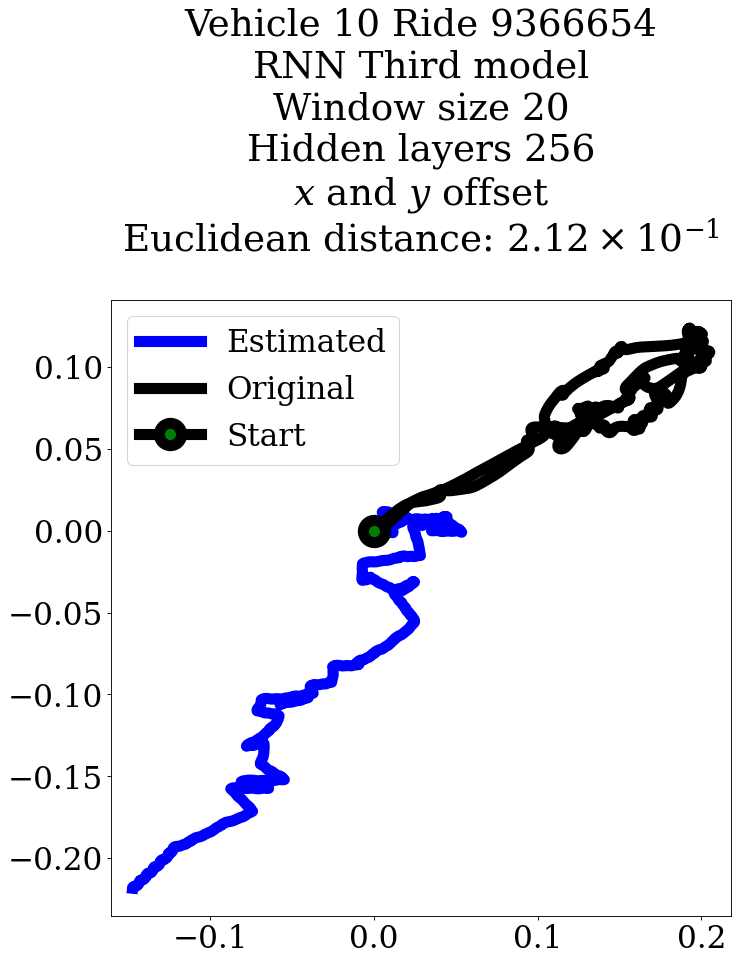 Vehicle 10 Ride 9366654
RNN Third model
Window size 20
Hidden layers 256
x and y offset
Euclidean distance: 2.12 × 10⁻¹
Estimated
Original
Start
0.10
0.05
0.00
−0.05
−0.10
−0.15
−0.20
−0.1 0.0 0.1 0.2